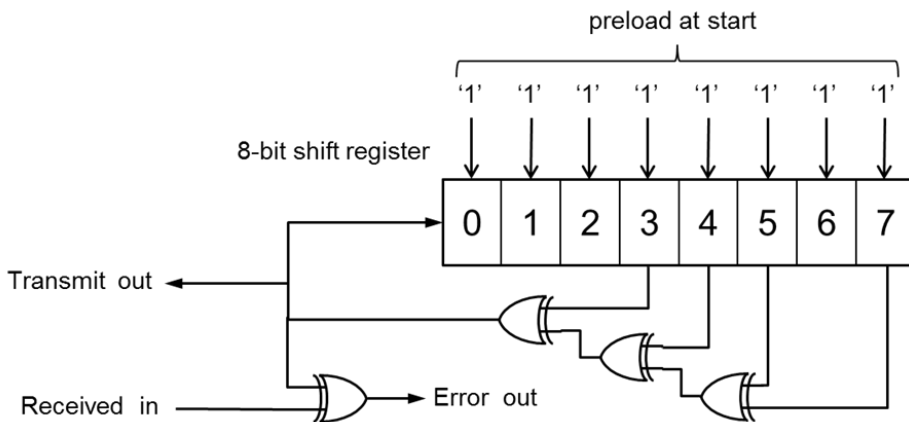 preload at start
‘1’ ‘1’ ‘1’ ‘1’ ‘1’ ‘1’ ‘1’ ‘1’
8-bit shift register
0 1 2 3 4 5 6 7
Transmit out
Received in
Error out